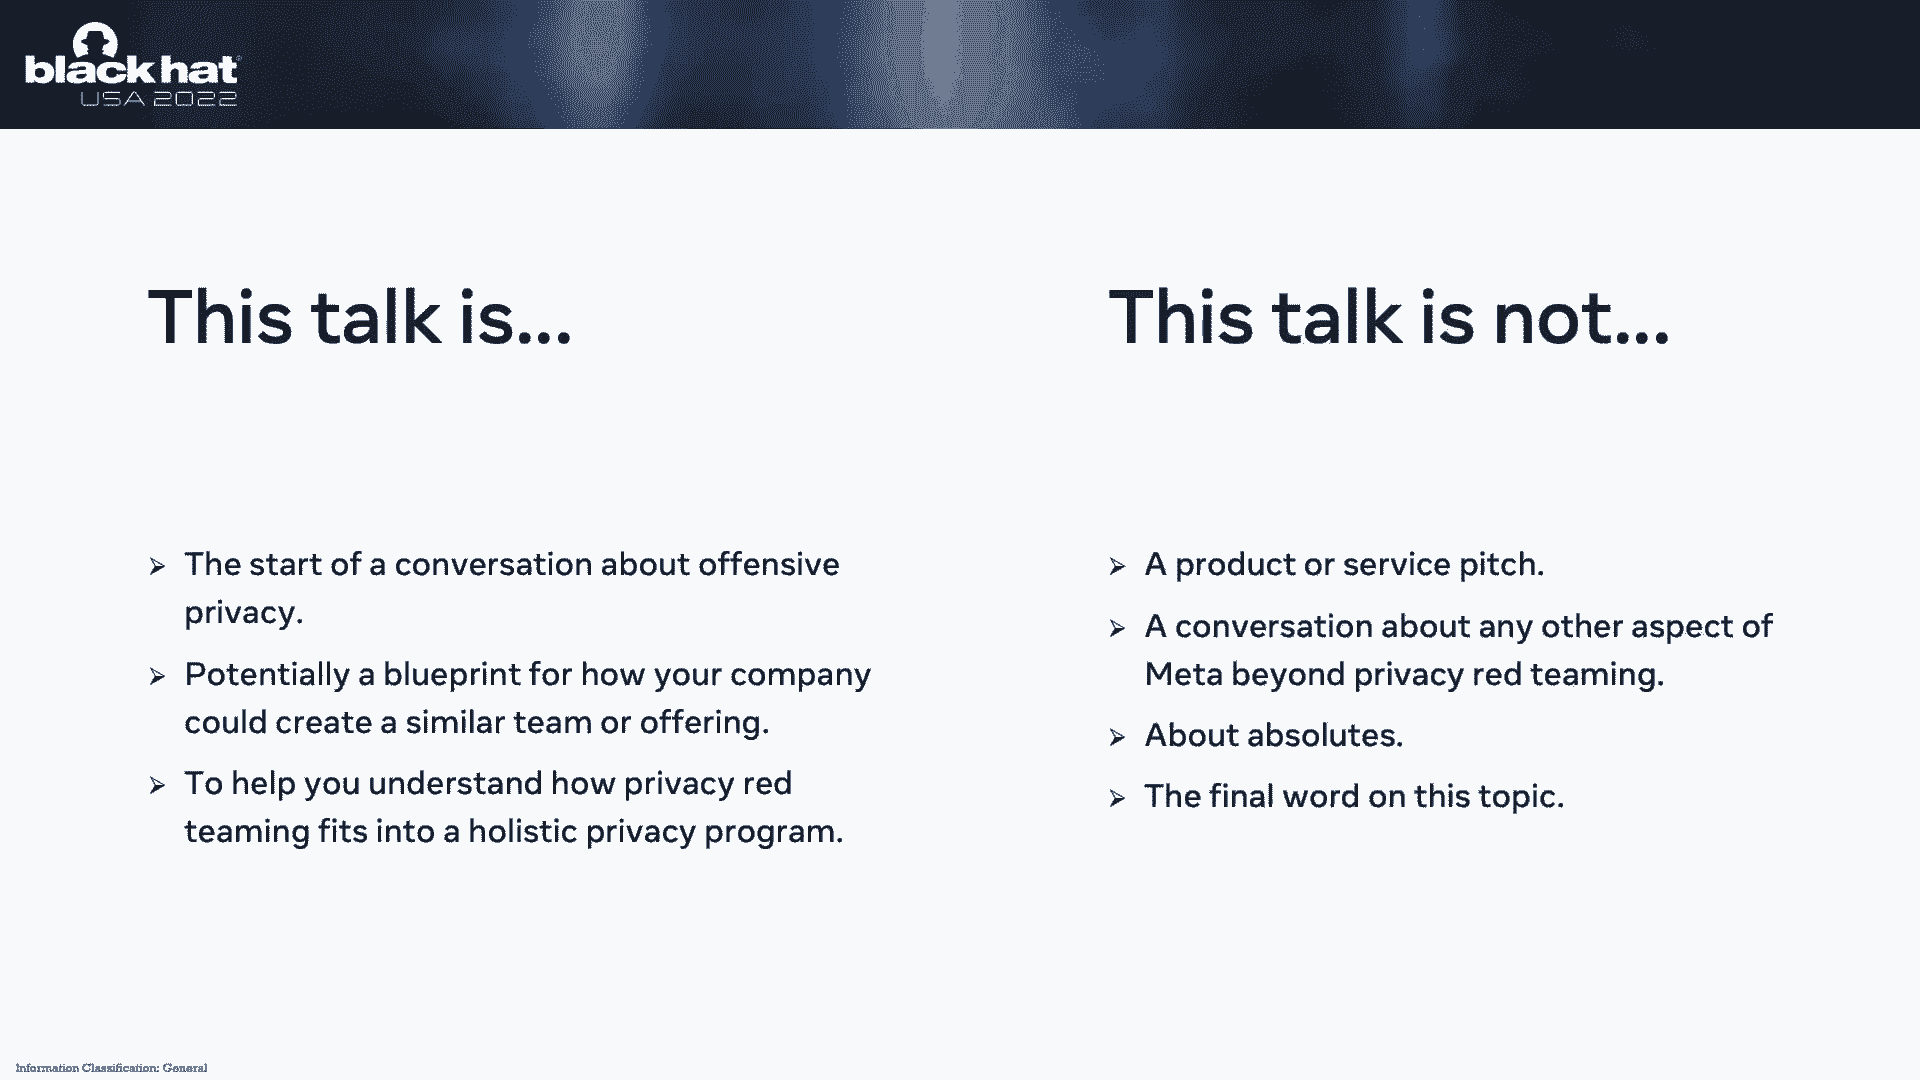 black hat
USA 2022
This talk is...
The start of a conversation about offensive
privacy.
Potentially a blueprint for how your company
could create a similar team or offering.
To help you understand how privacy red
teaming fits into a holistic privacy program.
This talk is not...
A product or service pitch.
A conversation about any other aspect of
Meta beyond privacy red teaming.
About absolutes.
The final word on this topic.
Information Classification: General